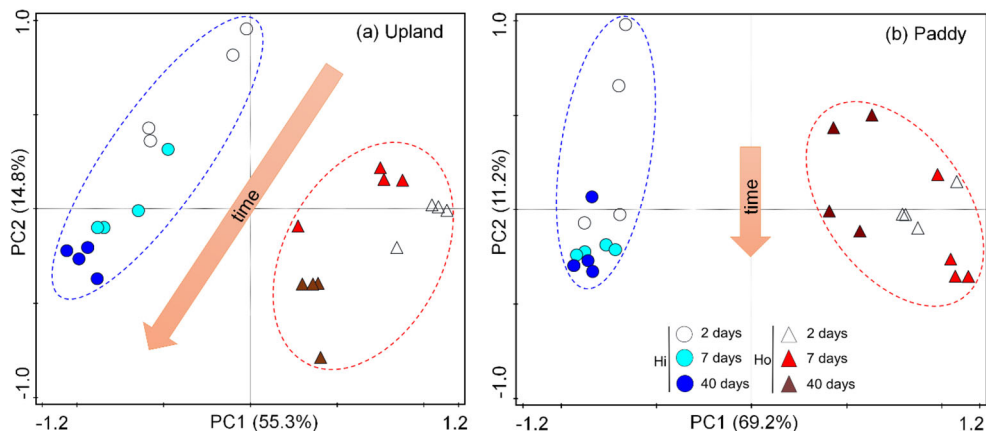 (a) Upland
1.0
PC2 (14.8%)
-1.0
time
-1.2
PC1 (55.3%)
1.2
(b) Paddy
1.0
PC2 (11.2%)
-1.0
time
Hi
2 days
7 days
40 days
Ho
2 days
7 days
40 days
-1.2
PC1 (69.2%)
1.2